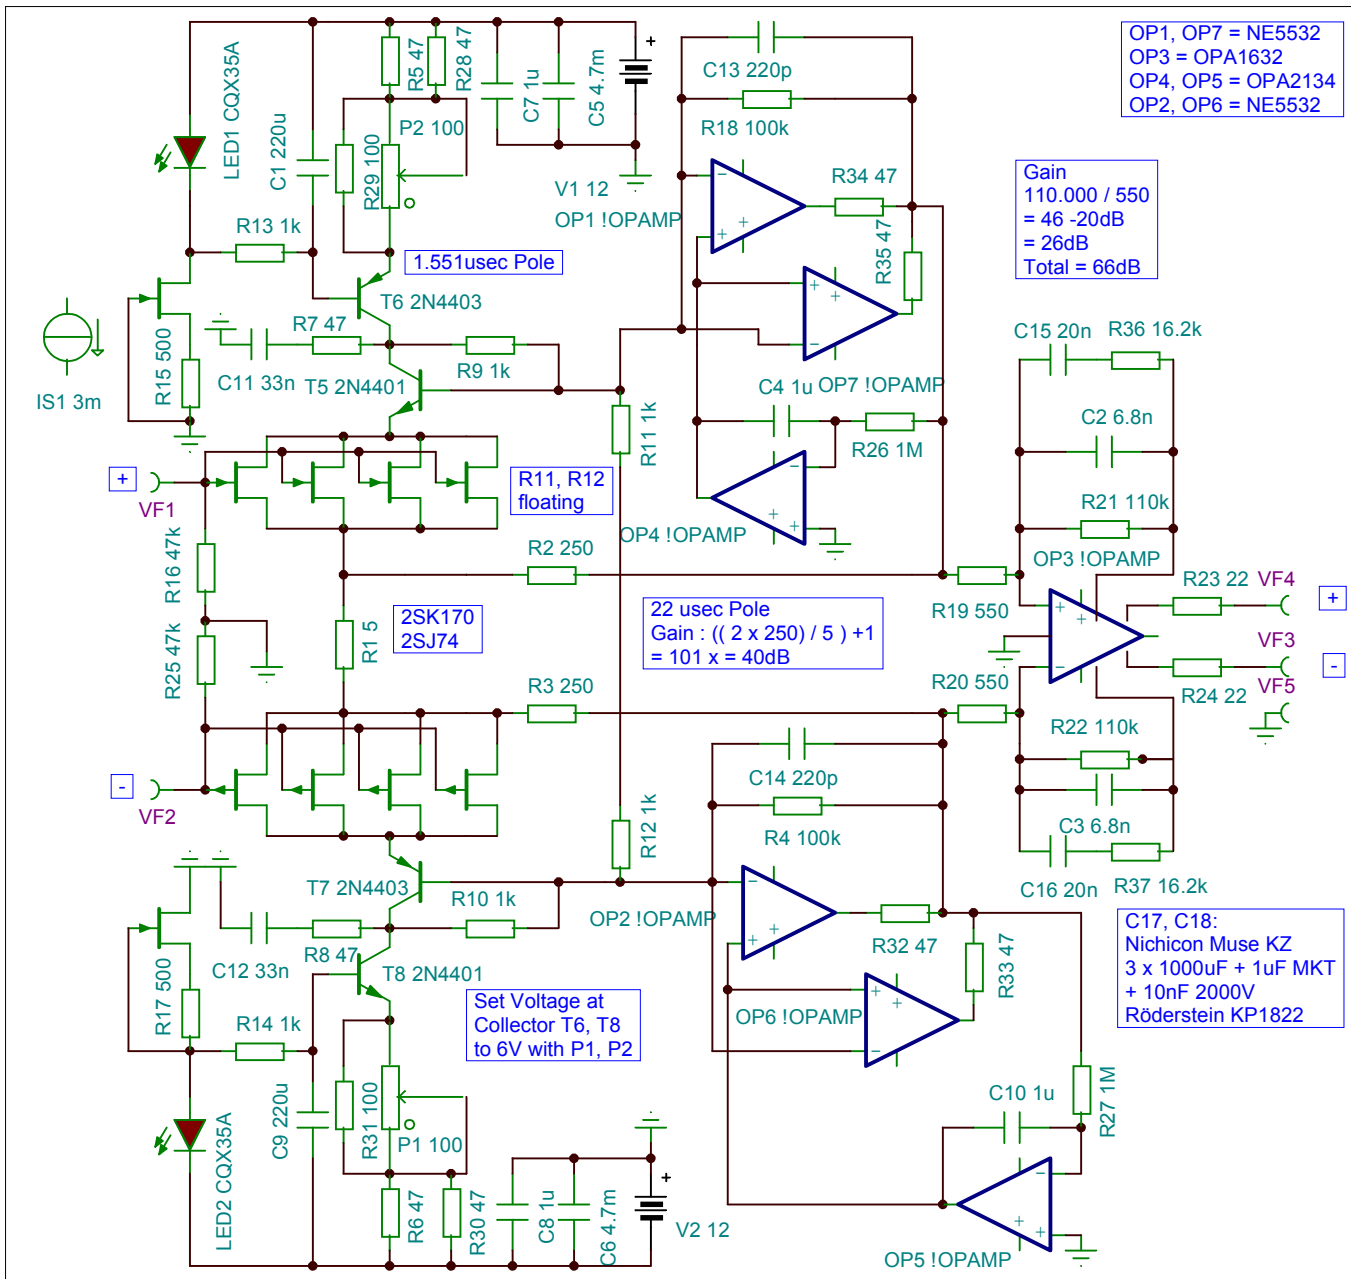 OP1, OP7 = NE5532
OP3 = OPA1632
OP4, OP5 = OPA2134
OP2, OP6 = NE5532
LED1 CQX35A
C1 220u
R5 47
R28 47
C7 1u
C5 4.7m
+
C13 220p
R18 100k
P2 100
R29 100
V1 12
OP1 !OPAMP
R34 47
R35 47
Gain
110.000 / 550
= 46 -20dB
= 26dB
Total = 66dB
R13 1k
1.551usec Pole
T6 2N4403
IS1 3m
R15 500
R7 47
C11 33n
R9 1k
T5 2N4401
C4 1u
OP7 !OPAMP
C15 20n
R36 16.2k
C2 6.8n
R11 1k
R26 1M
+
VF1
R11, R12
floating
OP4 !OPAMP
R21 110k
OP3 !OPAMP
R16 47k
R2 250
R19 550
R23 22
VF4
+
R25 47k
2SK170
2SJ74
R1 5
22 usec Pole
Gain : (( 2 x 250) / 5 ) +1
= 101 x = 40dB
VF3
-
R24 22
VF5
R3 250
R20 550
R22 110k
-
VF2
C14 220p
R4 100k
R12 1k
C3 6.8n
C16 20n
R37 16.2k
T7 2N4403
R10 1k
OP2 !OPAMP
R32 47
R33 47
R17 500
C12 33n
R8 47
T8 2N4401
C17, C18:
Nichicon Muse KZ
3 x 1000uF + 1uF MKT
+ 10nF 2000V
Röderstein KP1822
R14 1k
Set Voltage at
Collector T6, T8
to 6V with P1, P2
OP6 !OPAMP
LED2 CQX35A
C9 220u
R31 100
P1 100
C10 1u
R27 1M
R6 47
R30 47
C8 1u
C6 4.7m
+
V2 12
OP5 !OPAMP